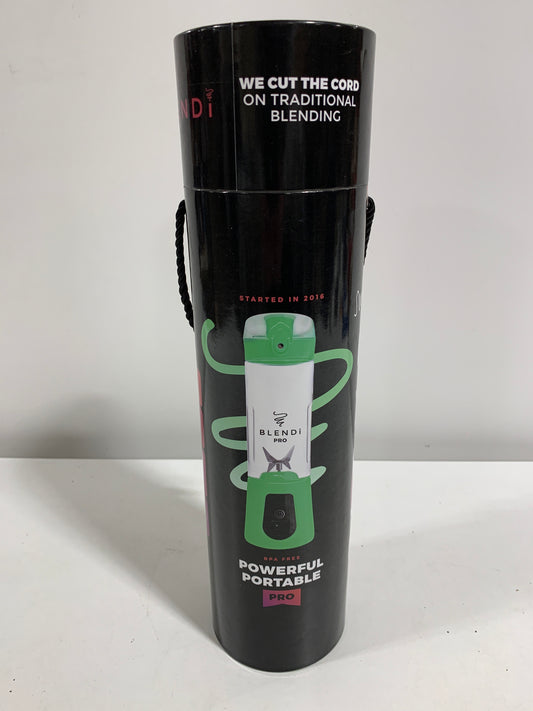 NDi
WE CUT THE CORD
ON TRADITIONAL
BLENDING
STARTED IN 2016
BLENDi
PRO
BPA FREE
POWERFUL
PORTABLE
PRO